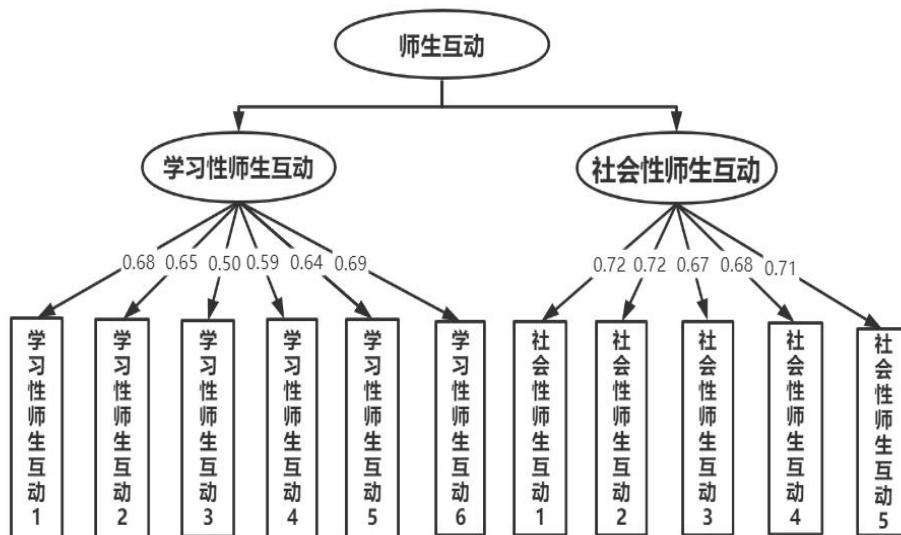 师生互动
学习性师生互动
社会性师生互动
0.68 0.65 0.50 0.59 0.64 0.69
0.72 0.72 0.67 0.68 0.71
学习性师生互动1
学习性师生互动2
学习性师生互动3
学习性师生互动4
学习性师生互动5
学习性师生互动6
社会性师生互动1
社会性师生互动2
社会性师生互动3
社会性师生互动4
社会性师生互动5